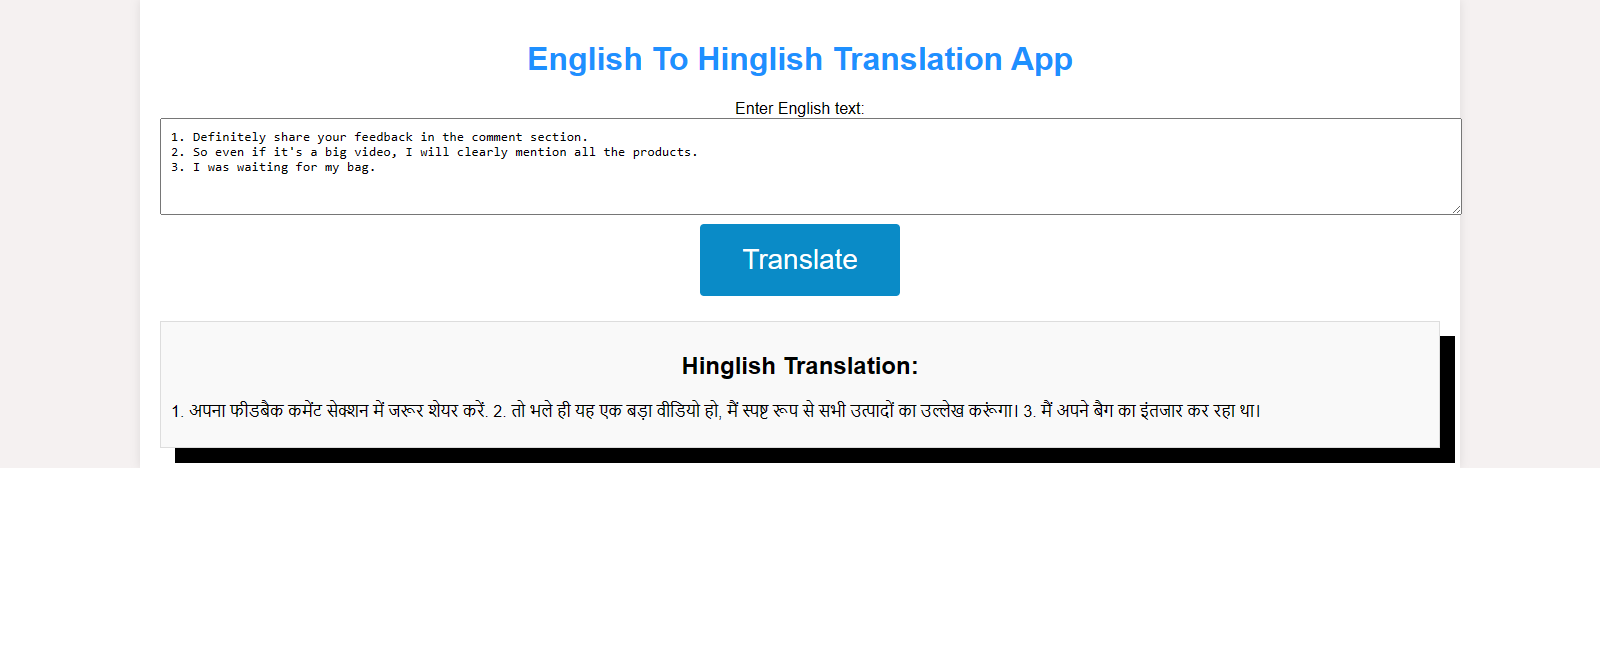 English To Hinglish Translation App
Enter English text:
1. Definitely share your feedback in the comment section.
2. So even if it's a big video, I will clearly mention all the products.
3. I was waiting for my bag.
Translate
Hinglish Translation:
1. अपना फीडबैक कमेंट सेक्शन में जरूर शेयर करें. 2. तो भले ही यह एक बड़ा वीडियो हो, मैं स्पष्ट रूप से सभी उत्पादों का उल्लेख करूंगा। 3. मैं अपने बैग का इंतजार कर रहा था।